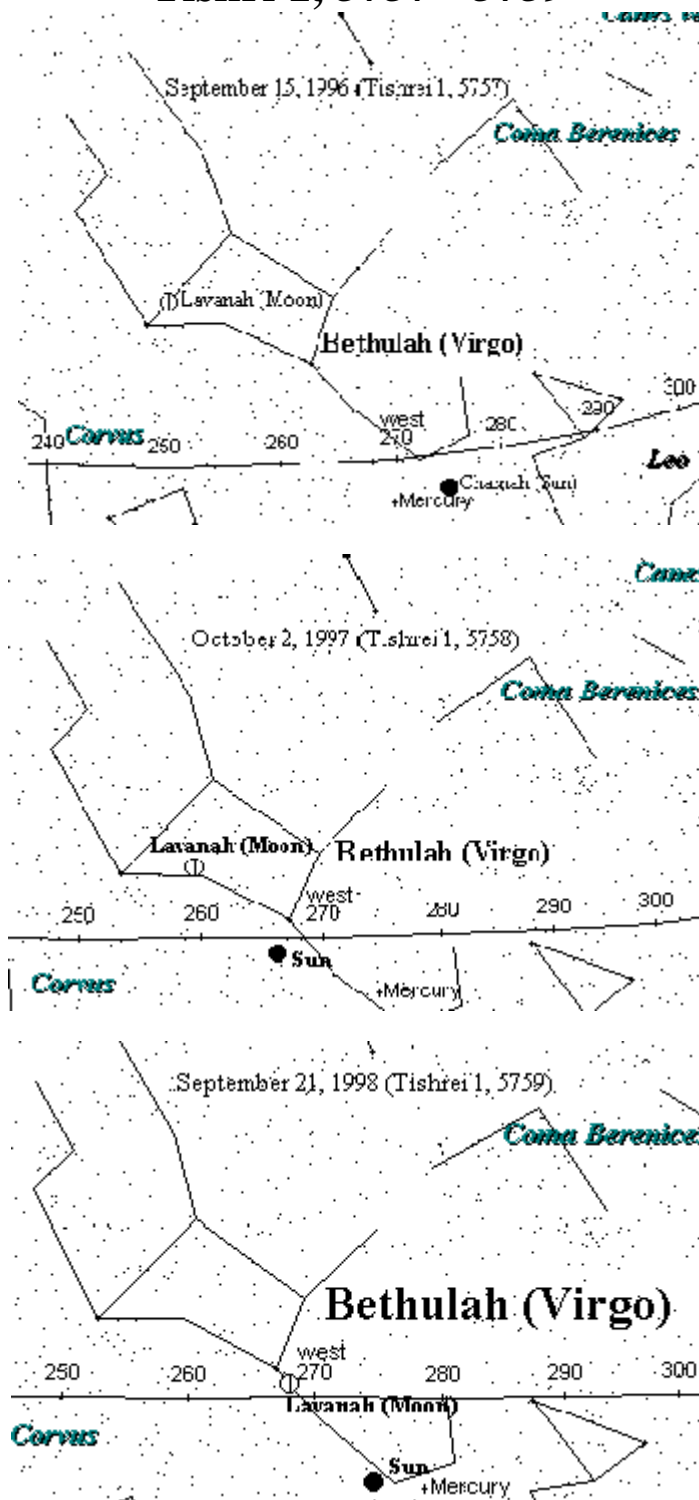 September 15, 1996 (Tishrei 1, 5757)
Coma Berenices
Lavanah (Moon)
Bethulah (Virgo)
300
west
290
280
270
240 Corvus 250 260
Leo
Chamah (Sun)
+Mercury
October 2, 1997 (Tishrei 1, 5758)
Coma Berenices
Lavanah (Moon)
Bethulah (Virgo)
west
250 260 270 280 290 300
Sun
Corvus
+Mercury
September 21, 1998 (Tishrei 1, 5759)
Coma Berenice
Bethulah (Virgo)
west
250 260 270 280 290 300
Lavanah (Moon)
Corvus
Sun
+Mercury